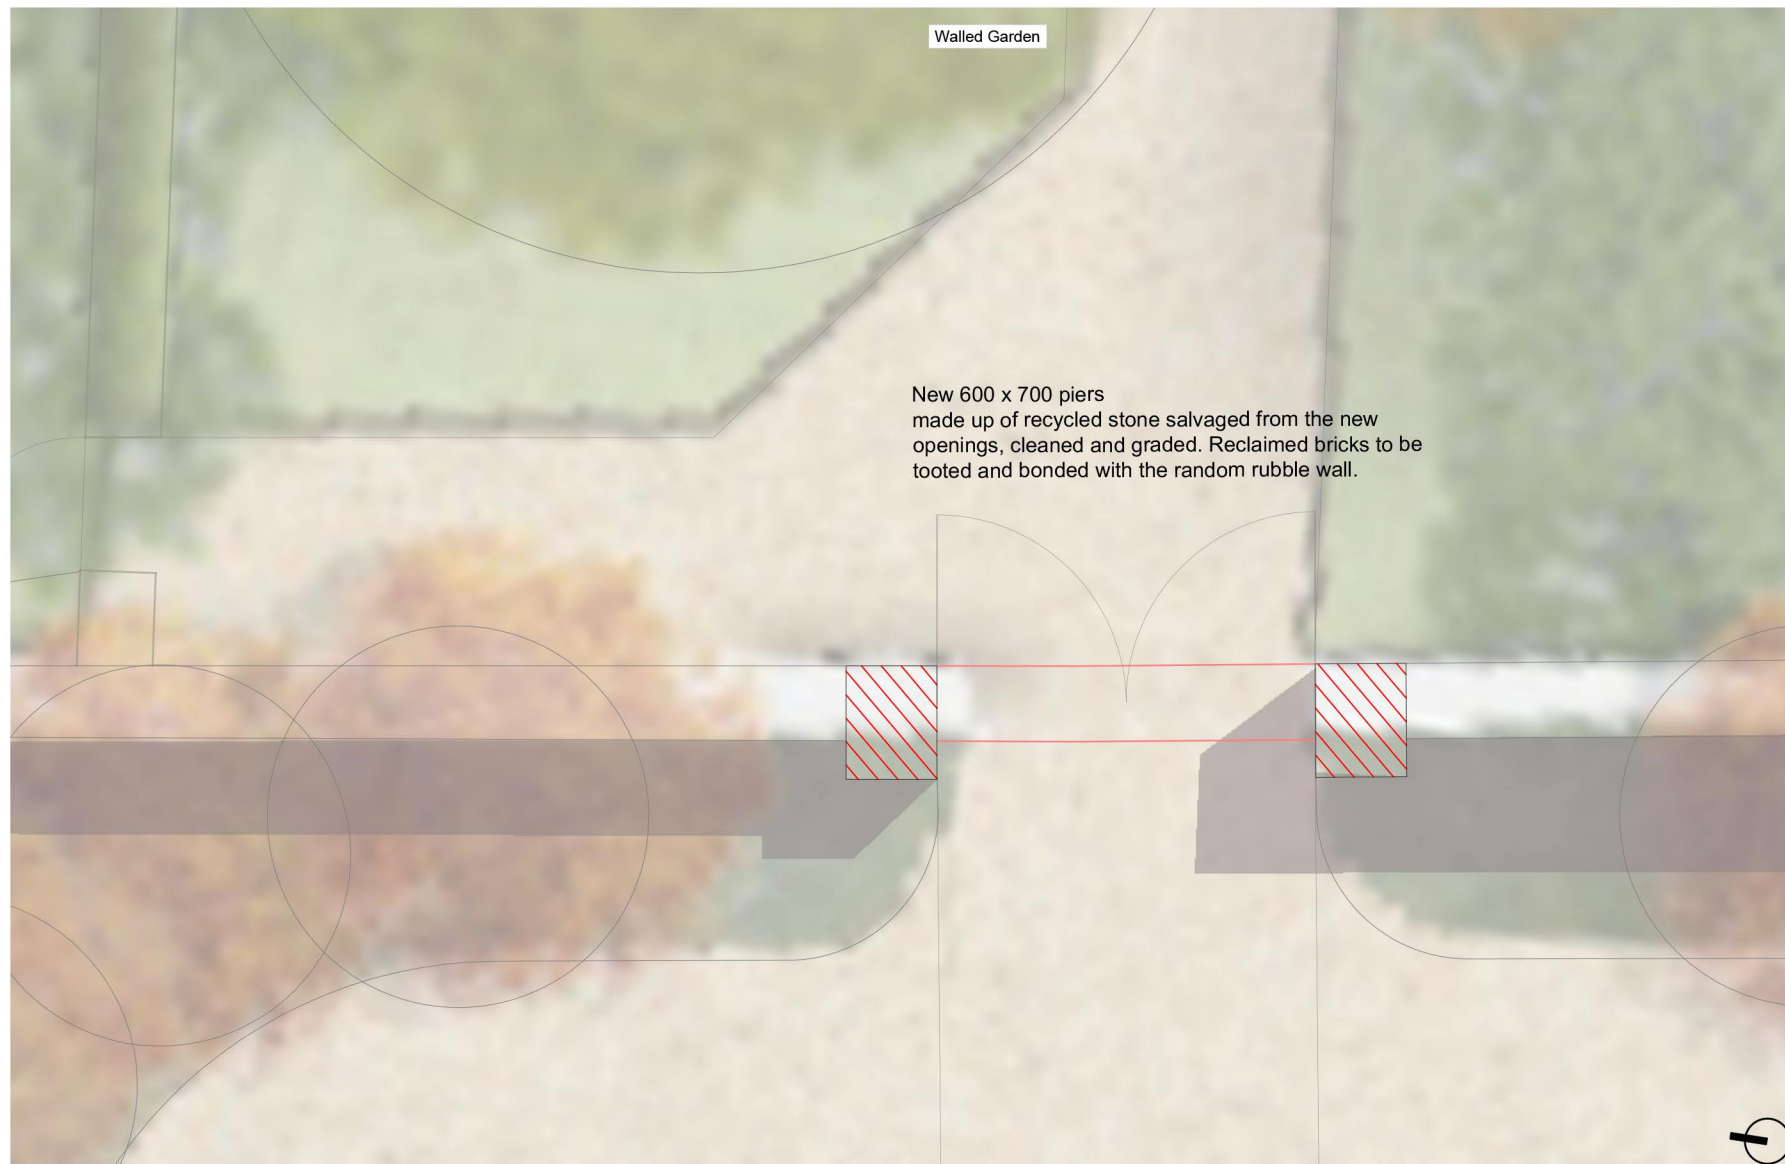 Walled Garden
New 600 x 700 piers
made up of recycled stone salvaged from the new
openings, cleaned and graded. Reclaimed bricks to be
tooted and bonded with the random rubble wall.